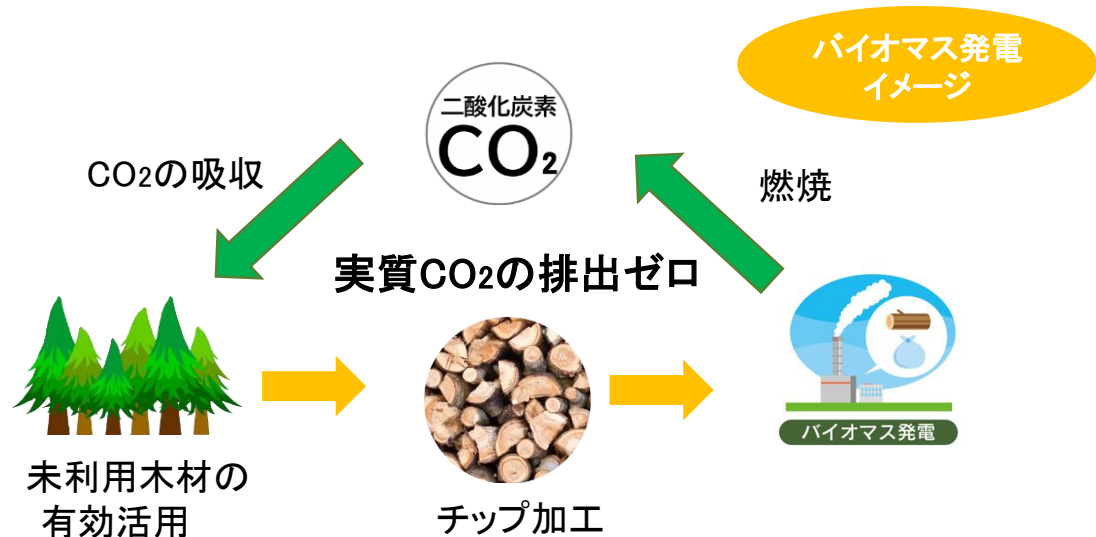 バイオマス発電
イメージ
二酸化炭素
CO2
CO2の吸収
燃焼
実質CO2の排出ゼロ
バイオマス発電
未利用木材の
有効活用
チップ加工